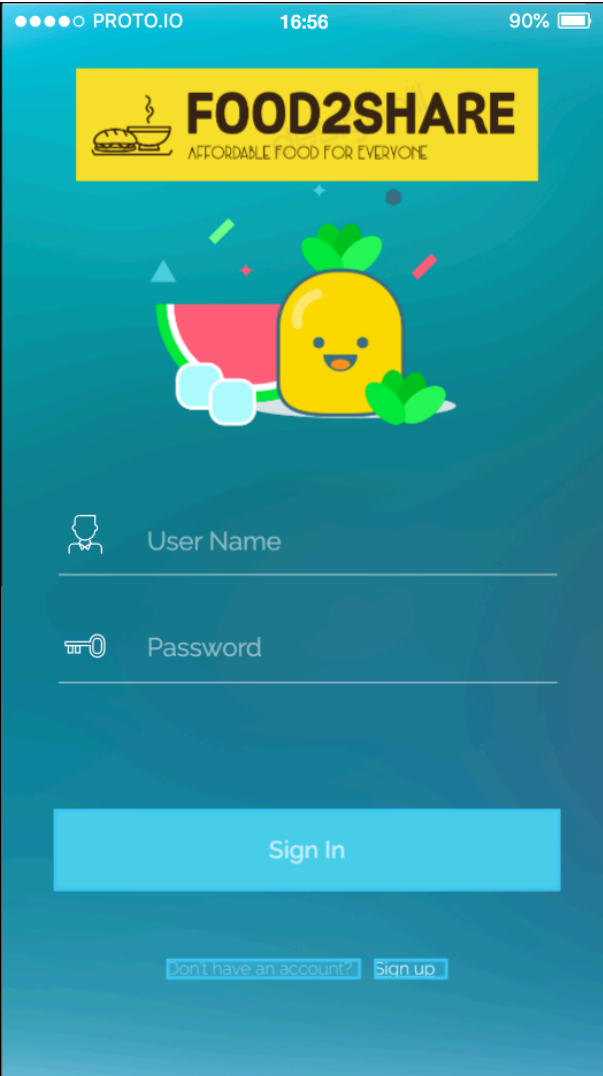 PROTO.IO 16:56 90%
FOOD2SHARE
AFFORDABLE FOOD FOR EVERYONE
User Name
Password
Sign In
Don't have an account? Sign up